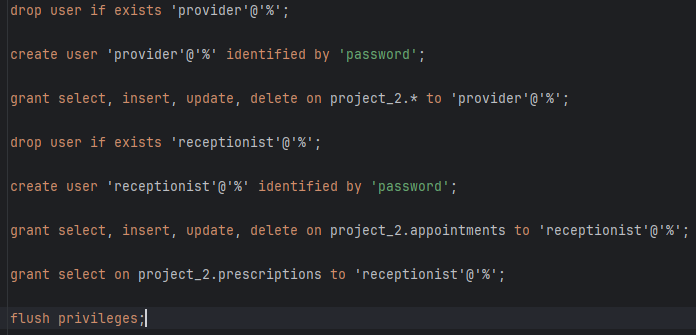 drop user if exists 'provider'@'%';
create user 'provider'@'%' identified by 'password';
grant select, insert, update, delete on project_2.* to 'provider'@'%';
drop user if exists 'receptionist'@'%';
create user 'receptionist'@'%' identified by 'password';
grant select, insert, update, delete on project_2.appointments to 'receptionist'@'%';
grant select on project_2.prescriptions to 'receptionist'@'%';
flush privileges;